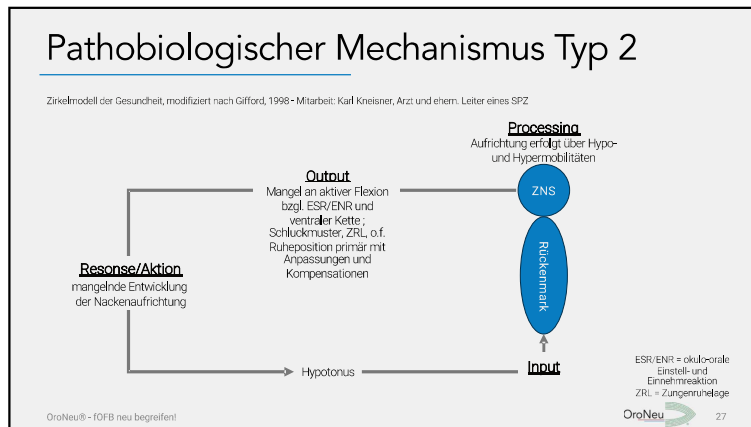 Pathobiologischer Mechanismus Typ 2
Zirkelmodell der Gesundheit, modifiziert nach Gifford, 1998 - Mitarbeit: Karl Kneisner, Arzt und ehem. Leiter eines SPZ
Processing
Aufrichtung erfolgt über Hypo-
und Hypermobilitäten
ZNS
Rückenmark
Output
Mangel an aktiver Flexion
bzgl. ESR/ENR und
ventraler Kette ;
Schluckmuster, ZRL, o.f.
Ruheposition primär mit
Anpassungen und
Kompensationen
Resonse/Aktion
mangelnde Entwicklung
der Nackenaufrichtung
Hypotonus
Input
ESR/ENR = okulo-orale
Einstell- und
Einnehmreaktion
ZRL = Zungenruhelage
OroNeu® - fOFB neu begreifen!
OroNeu
27